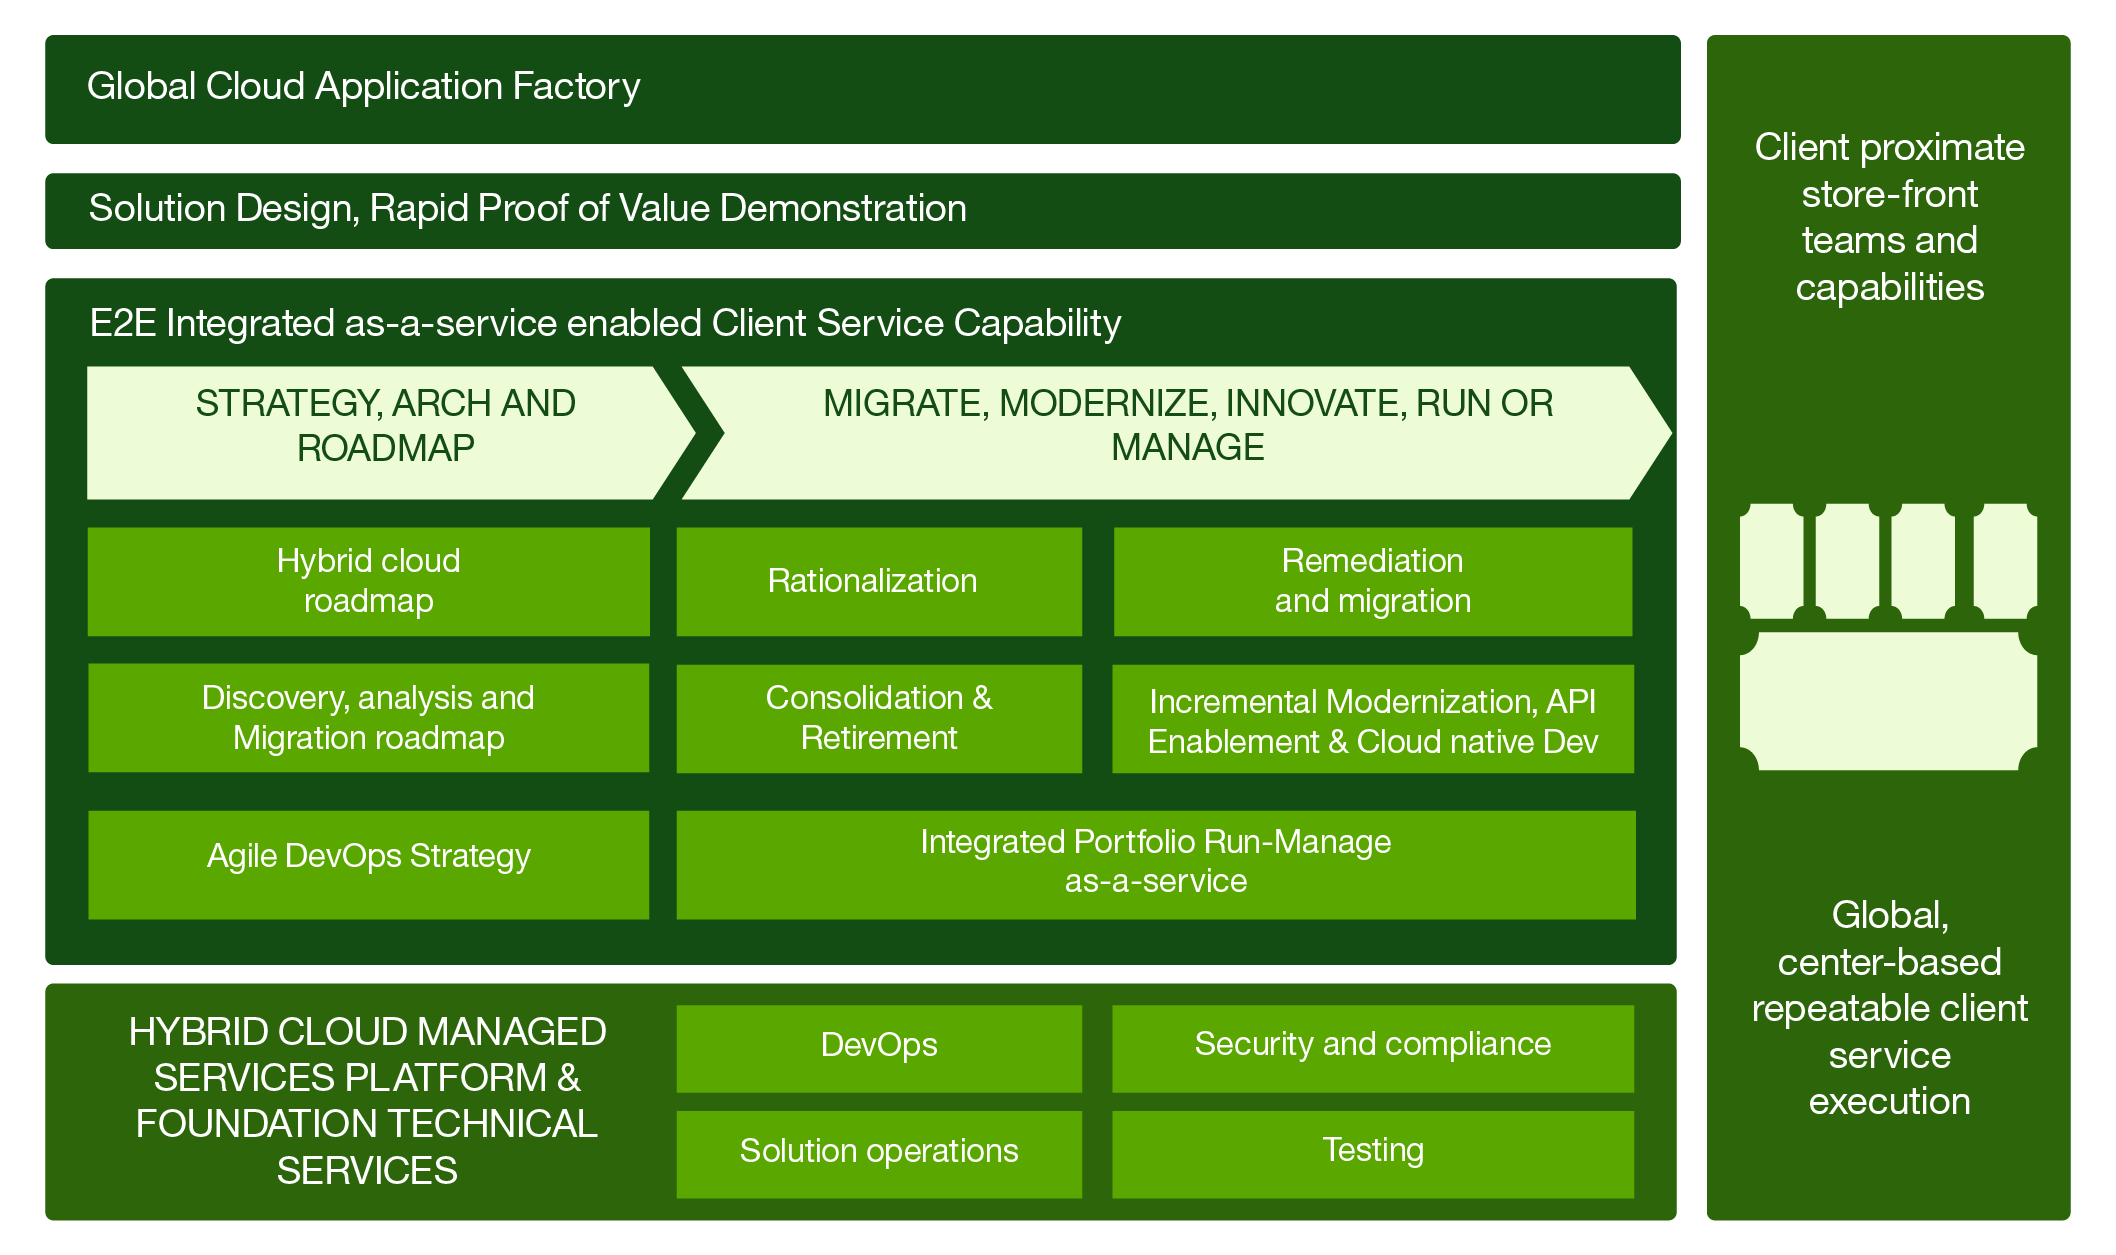 Global Cloud Application Factory
Solution Design, Rapid Proof of Value Demonstration
E2E Integrated as-a-service enabled Client Service Capability
STRATEGY, ARCH AND
ROADMAP
MIGRATE, MODERNIZE, INNOVATE, RUN OR
MANAGE
Hybrid cloud
roadmap
Rationalization
Remediation
and migration
Discovery, analysis and
Migration roadmap
Consolidation &
Retirement
Incremental Modernization, API
Enablement & Cloud native Dev
Agile DevOps Strategy
Integrated Portfolio Run-Manage
as-a-service
HYBRID CLOUD MANAGED
SERVICES PLATFORM &
FOUNDATION TECHNICAL
SERVICES
DevOps
Security and compliance
Solution operations
Testing
Client proximate
store-front
teams and
capabilities
Global,
center-based
repeatable client
service
execution